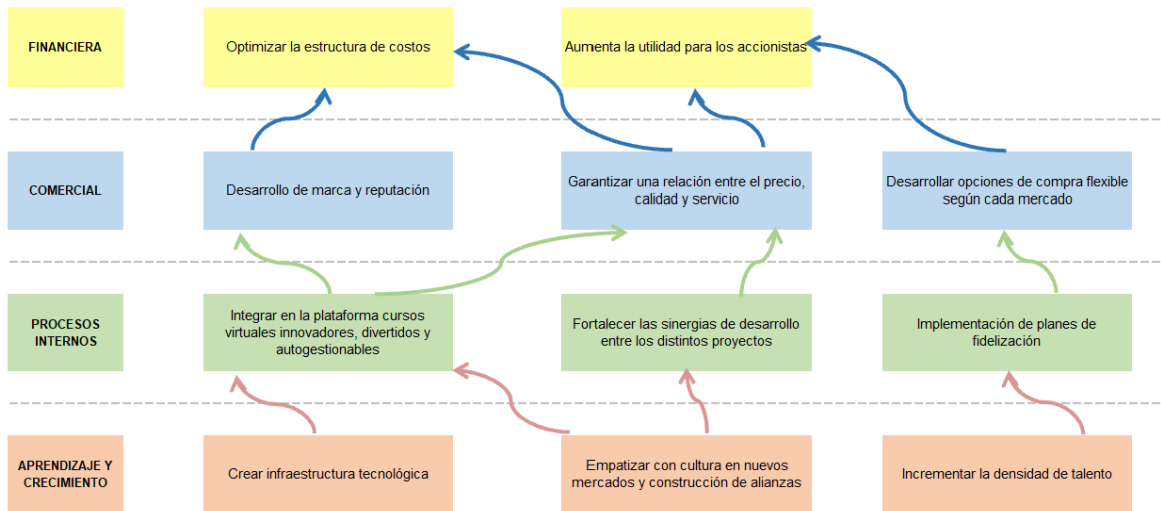 FINANCIERA
Optimizar la estructura de costos
Aumenta la utilidad para los accionistas
COMERCIAL
Desarrollo de marca y reputación
Garantizar una relación entre el precio,
calidad y servicio
Desarrollar opciones de compra flexible
según cada mercado
PROCESOS
INTERNOS
Integrar en la plataforma cursos
virtuales innovadores, divertidos y
autogestionables
Fortalecer las sinergias de desarrollo
entre los distintos proyectos
Implementación de planes de
fidelización
APRENDIZAJE Y
CRECIMIENTO
Crear infraestructura tecnológica
Empatizar con cultura en nuevos
mercados y construcción de alianzas
Incrementar la densidad de talento